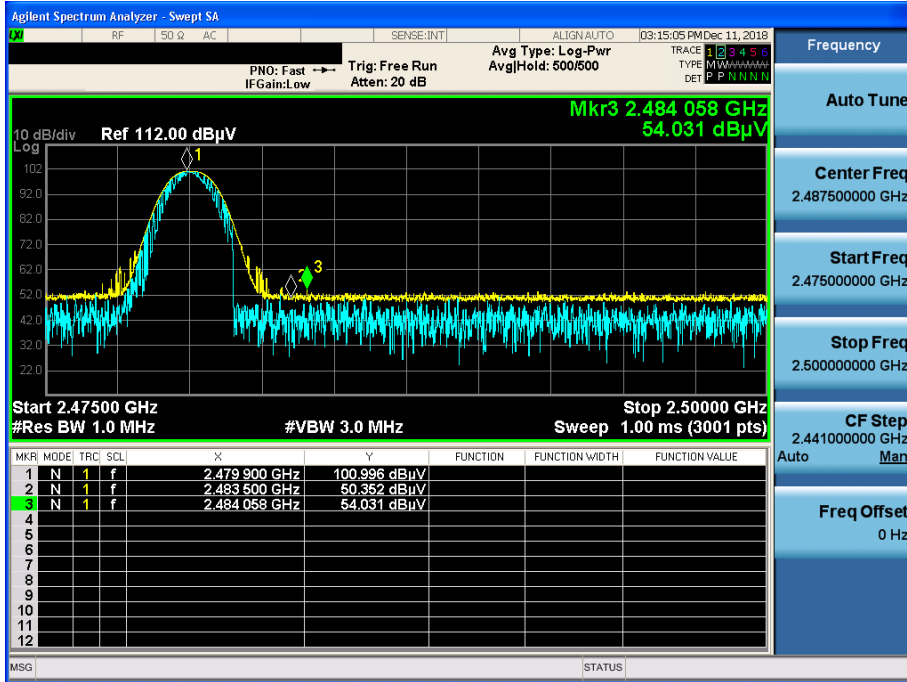 Agilent Spectrum Analyzer - Swept SA
LXI RF 50 Ω AC SENSE:INT ALIGN AUTO 03:15:05 PM Dec 11, 2018
Frequency
PNO: Fast Trig: Free Run Avg Type: Log-Pwr TRACE 1 2 3 4 5 6
IFGain:Low Atten: 20 dB Avg|Hold: 500/500 TYPE MWWWWW
DET P P N N N N
Mkr3 2.484 058 GHz
54.031 dBµV
10 dB/div Ref 112.00 dBµV
Log
102
92.0
82.0
72.0
62.0
52.0
42.0
32.0
22.0
1
2
3
Start 2.47500 GHz Stop 2.50000 GHz
#Res BW 1.0 MHz #VBW 3.0 MHz Sweep 1.00 ms (3001 pts)
MKR MODE TRC SCL X Y FUNCTION FUNCTION WIDTH FUNCTION VALUE
1 N 1 f 2.479 900 GHz 100.996 dBµV
2 N 1 f 2.483 500 GHz 50.352 dBµV
3 N 1 f 2.484 058 GHz 54.031 dBµV
4
5
6
7
8
9
10
11
12
MSG STATUS
Auto Tune
Center Freq
2.487500000 GHz
Start Freq
2.475000000 GHz
Stop Freq
2.500000000 GHz
CF Step
2.441000000 GHz
Auto Man
Freq Offset
0 Hz